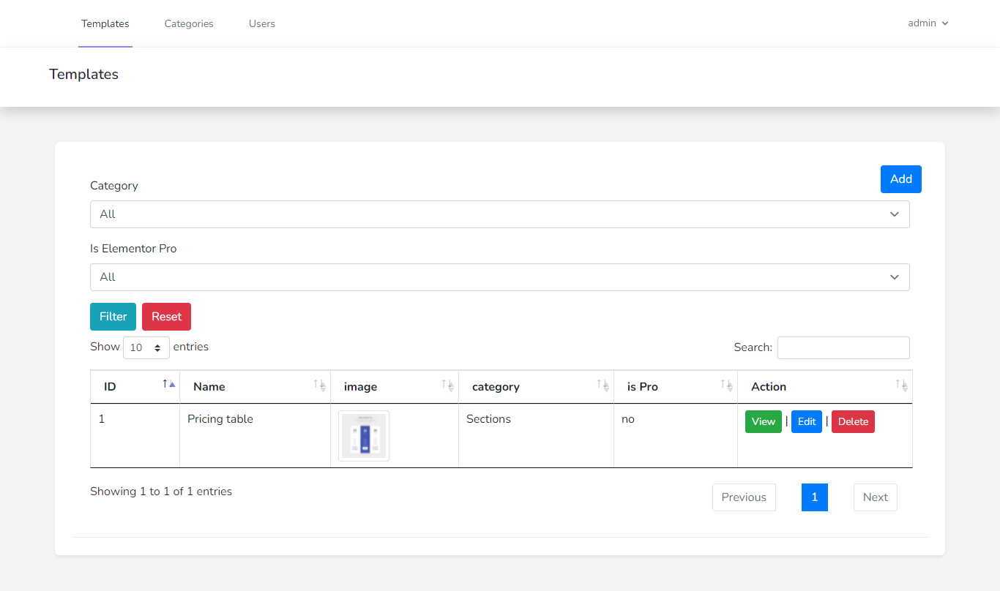 Templates Categories Users admin
Templates
Add
Category
All
Is Elementor Pro
All
Filter Reset
Show 10 entries Search:
ID Name image category is Pro Action
1 Pricing table Sections no View | Edit | Delete
Showing 1 to 1 of 1 entries Previous 1 Next